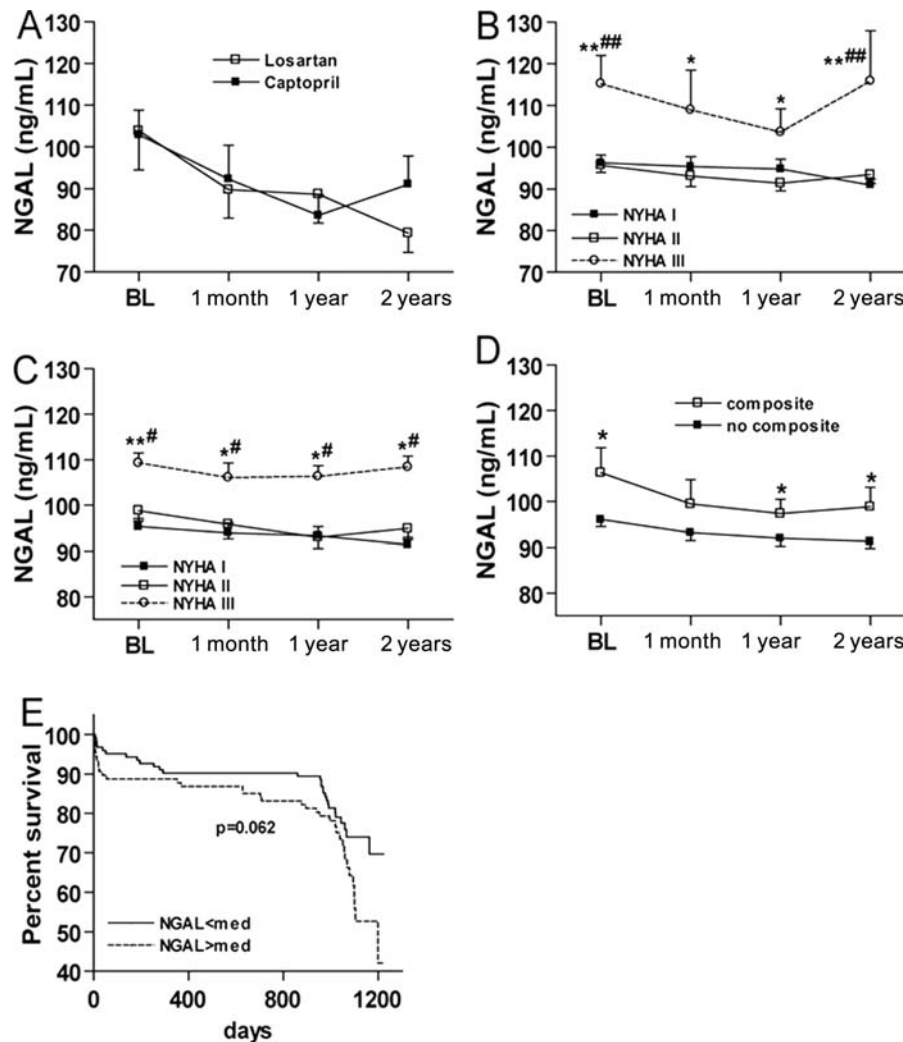 A
NGAL (ng/mL)
130
120
110
100
90
80
70
Losartan
Captopril
BL 1 month 1 year 2 years
B
NGAL (ng/mL)
130
120
110
100
90
80
70
**## * * **##
NYHA I
NYHA II
NYHA III
BL 1 month 1 year 2 years
C
NGAL (ng/mL)
130
120
110
100
90
80
**# *# *# *#
NYHA I
NYHA II
NYHA III
BL 1 month 1 year 2 years
D
NGAL (ng/mL)
130
120
110
100
90
80
composite
no composite
* * *
BL 1 month 1 year 2 years
E
Percent survival
100
90
80
70
60
50
40
p=0.062
NGAL<med
NGAL>med
0 400 800 1200
days